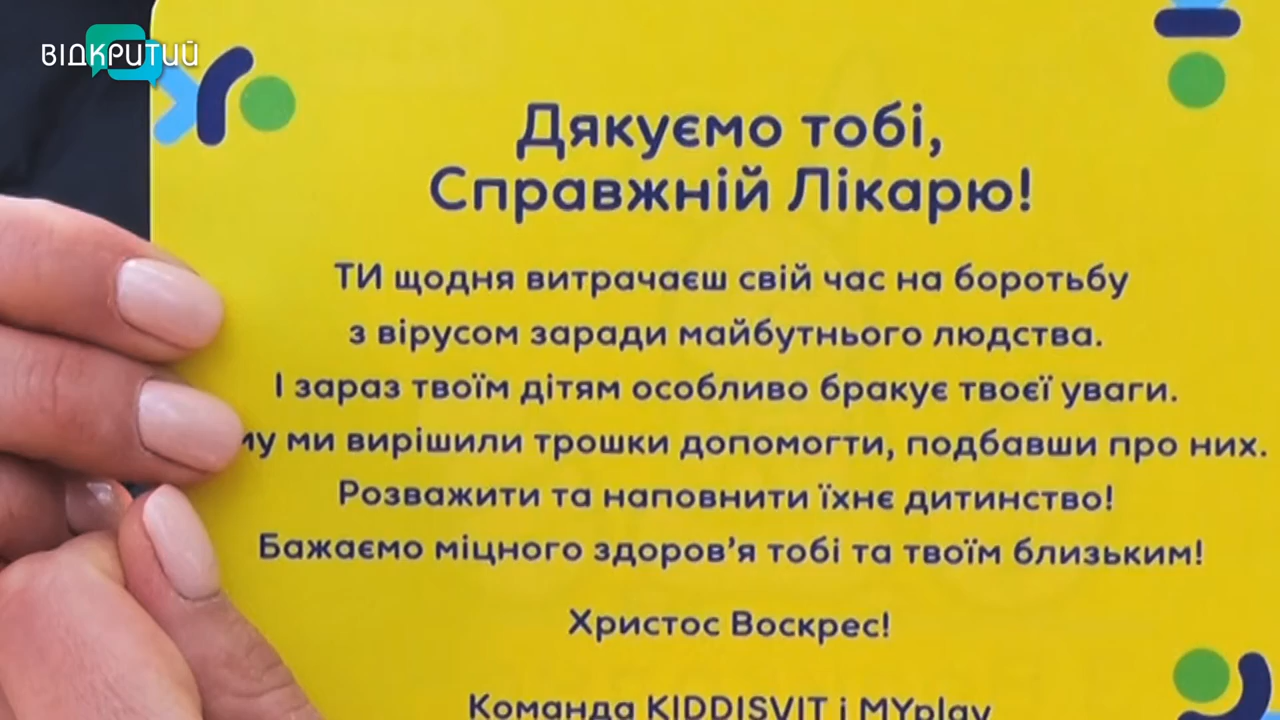 ВІДКРИТИЙ
Дякуємо тобі,
Справжній Лікарю!
ТИ щодня витрачаєш свій час на боротьбу
з вірусом заради майбутнього людства.
І зараз твоїм дітям особливо бракує твоєї уваги.
ми вирішили трошки допомогти, подбавши про них.
Розважити та наповнити їхнє дитинство!
Бажаємо міцного здоров’я тобі та твоїм близьким!
Христос Воскрес!
Команда KIDDISVIT і MYplay